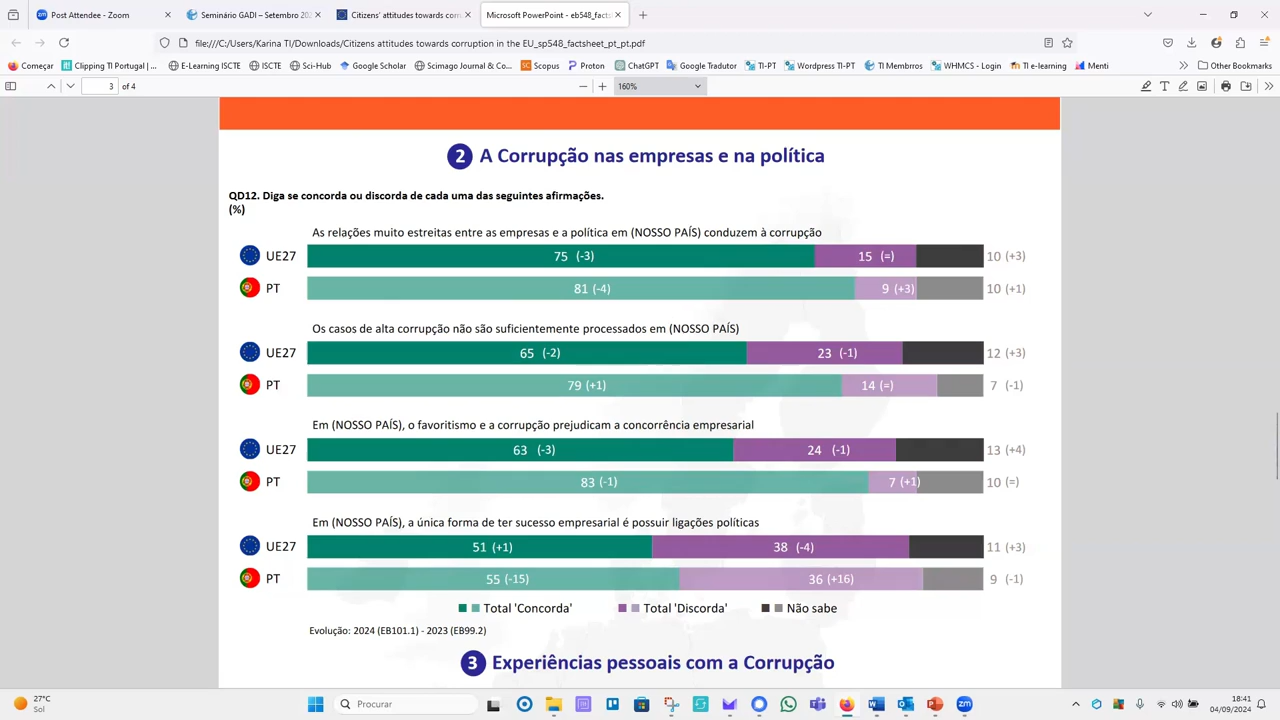 Post Attendee - Zoom
Seminário GADI – Setembro 202
Citizens' attitudes towards corru
Microsoft PowerPoint - eb548_facts
file:///C:/Users/Karina TI/Downloads/Citizens attitudes towards corruption in the EU_sp548_factsheet_pt_pt.pdf
Começar
Clipping TI Portugal | ...
E-Learning ISCTE
ISCTE
Sci-Hub
Google Scholar
Scimago Journal & Co...
Scopus
Proton
ChatGPT
Google Tradutor
TI-PT
Wordpress TI-PT
TI Membrros
WHMCS - Login
TI e-learning
Menti
Other Bookmarks
3 of 4
160%
2 A Corrupção nas empresas e na política
QD12. Diga se concorda ou discorda de cada uma das seguintes afirmações.
(%)
As relações muito estreitas entre as empresas e a política em (NOSSO PAÍS) conduzem à corrupção
UE27 75 (-3) 15 (=) 10 (+3)
PT 81 (-4) 9 (+3) 10 (+1)
Os casos de alta corrupção não são suficientemente processados em (NOSSO PAÍS)
UE27 65 (-2) 23 (-1) 12 (+3)
PT 79 (+1) 14 (=) 7 (-1)
Em (NOSSO PAÍS), o favoritismo e a corrupção prejudicam a concorrência empresarial
UE27 63 (-3) 24 (-1) 13 (+4)
PT 83 (-1) 7 (+1) 10 (=)
Em (NOSSO PAÍS), a única forma de ter sucesso empresarial é possuir ligações políticas
UE27 51 (+1) 38 (-4) 11 (+3)
PT 55 (-15) 36 (+16) 9 (-1)
Total 'Concorda' Total 'Discorda' Não sabe
Evolução: 2024 (EB101.1) - 2023 (EB99.2)
3 Experiências pessoais com a Corrupção
27°C
Sol
Procurar
18:41
04/09/2024